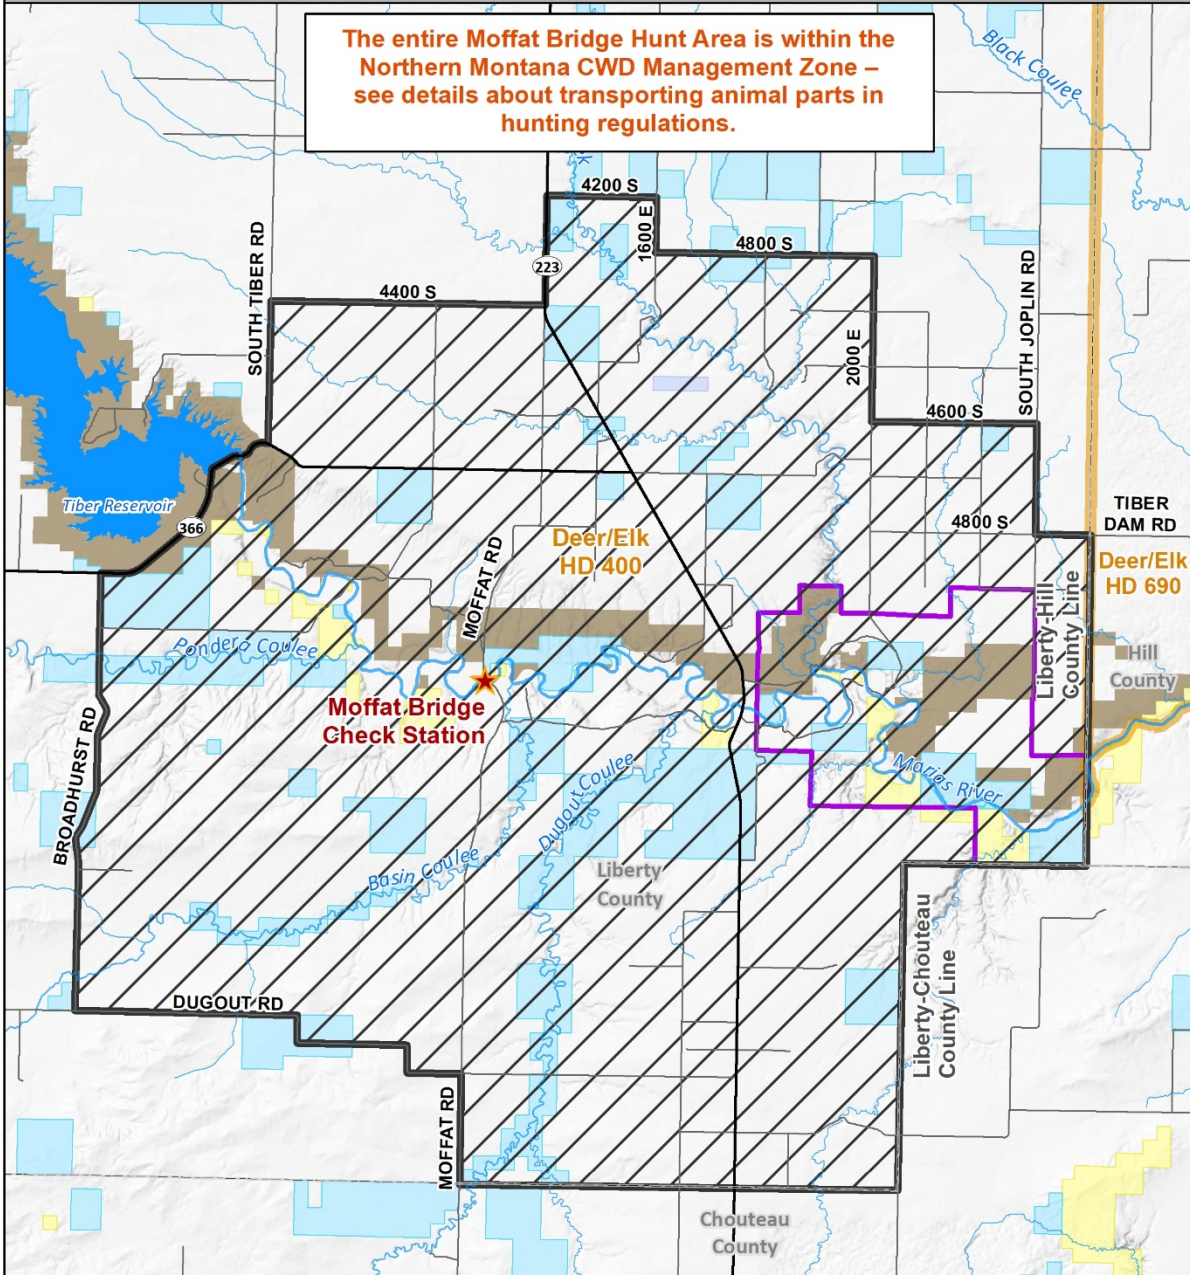 The entire Moffat Bridge Hunt Area is within the
Northern Montana CWD Management Zone –
see details about transporting animal parts in
hunting regulations.
Black Coulee
4200 S
1600 E
4800 S
223
SOUTH TIBER RD
4400 S
SOUTH JOPLIN RD
2000 E
4600 S
Tiber Reservoir
366
4800 S
TIBER
DAM RD
Deer/Elk
HD 400
MOFFAT RD
Deer/Elk
HD 690
Pondera Coulee
Liberty-Hill
County Line
Hill
County
Moffat Bridge
Check Station
BROADHURST RD
Marias River
Dugout Coulee
Basin Coulee
Liberty
County
Liberty-Chouteau
County Line
DUGOUT RD
MOFFAT RD
Chouteau
County